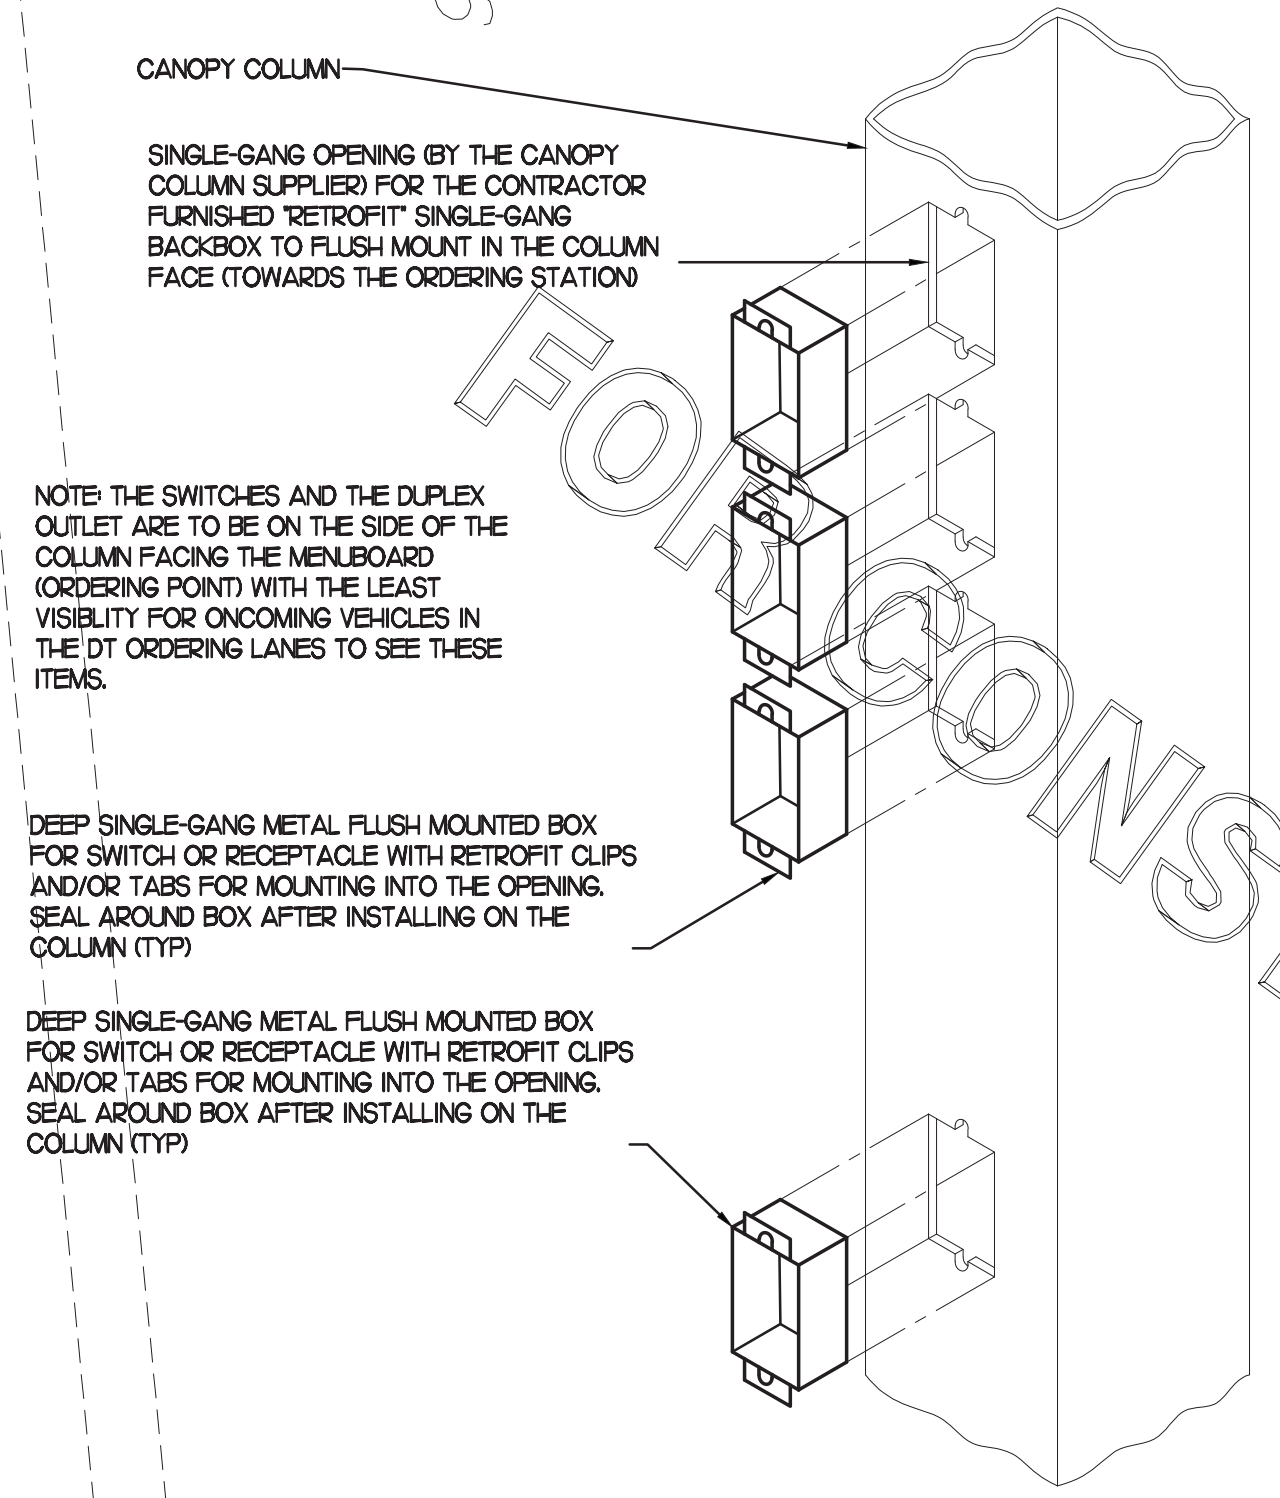 CANOPY COLUMN
SINGLE-GANG OPENING (BY THE CANOPY
COLUMN SUPPLIER) FOR THE CONTRACTOR
FURNISHED "RETROFIT" SINGLE-GANG
BACKBOX TO FLUSH MOUNT IN THE COLUMN
FACE (TOWARDS THE ORDERING STATION)
NOTE: THE SWITCHES AND THE DUPLEX
OUTLET ARE TO BE ON THE SIDE OF THE
COLUMN FACING THE MENUBOARD
(ORDERING POINT) WITH THE LEAST
VISIBLITY FOR ONCOMING VEHICLES IN
THE DT ORDERING LANES TO SEE THESE
ITEMS.
DEEP SINGLE-GANG METAL FLUSH MOUNTED BOX
FOR SWITCH OR RECEPTACLE WITH RETROFIT CLIPS
AND/OR TABS FOR MOUNTING INTO THE OPENING.
SEAL AROUND BOX AFTER INSTALLING ON THE
COLUMN (TYP)
DEEP SINGLE-GANG METAL FLUSH MOUNTED BOX
FOR SWITCH OR RECEPTACLE WITH RETROFIT CLIPS
AND/OR TABS FOR MOUNTING INTO THE OPENING.
SEAL AROUND BOX AFTER INSTALLING ON THE
COLUMN (TYP)
FOR CONS